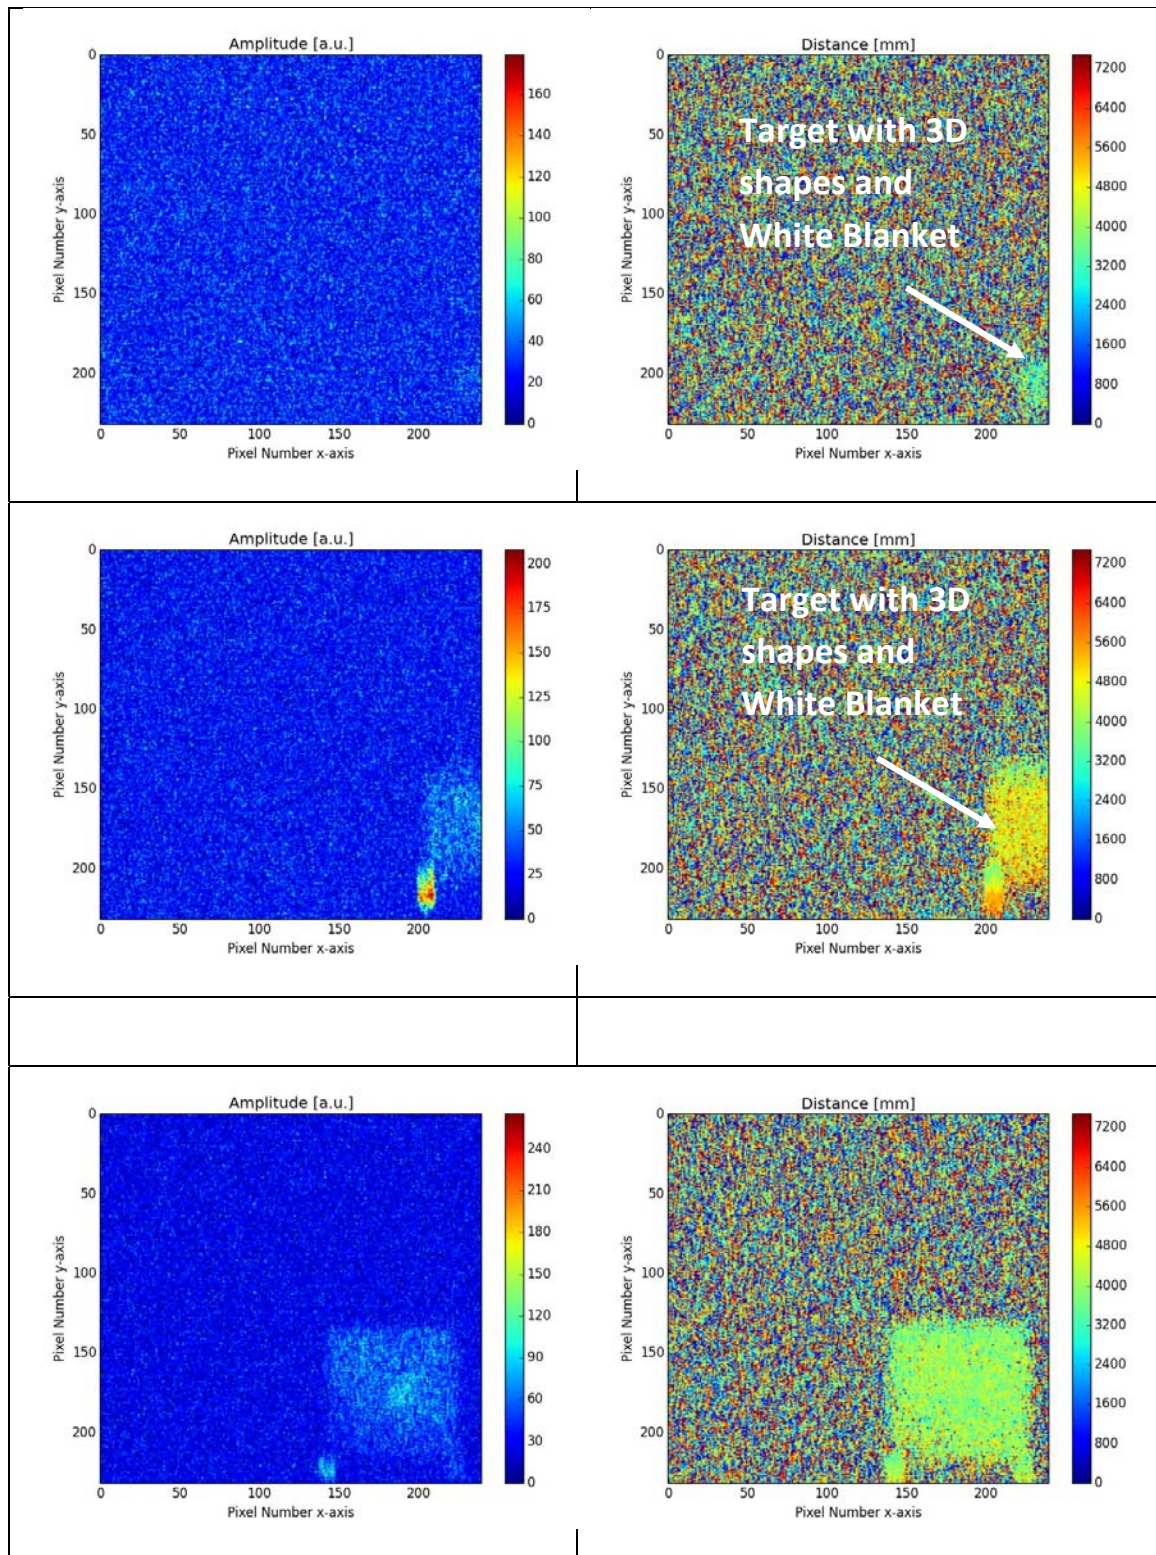 Amplitude [a.u.]
0
50
100
150
200
Pixel Number y-axis
0 50 100 150 200
Pixel Number x-axis
160
140
120
100
80
60
40
20
0
Distance [mm]
0
50
100
150
200
Pixel Number y-axis
Target with 3D
shapes and
White Blanket
0 50 100 150 200
Pixel Number x-axis
7200
6400
5600
4800
4000
3200
2400
1600
800
0
Amplitude [a.u.]
0
50
100
150
200
Pixel Number y-axis
0 50 100 150 200
Pixel Number x-axis
200
175
150
125
100
75
50
25
0
Distance [mm]
0
50
100
150
200
Pixel Number y-axis
Target with 3D
shapes and
White Blanket
0 50 100 150 200
Pixel Number x-axis
7200
6400
5600
4800
4000
3200
2400
1600
800
0
Amplitude [a.u.]
0
50
100
150
200
Pixel Number y-axis
0 50 100 150 200
Pixel Number x-axis
240
210
180
150
120
90
60
30
0
Distance [mm]
0
50
100
150
200
Pixel Number y-axis
0 50 100 150 200
Pixel Number x-axis
7200
6400
5600
4800
4000
3200
2400
1600
800
0